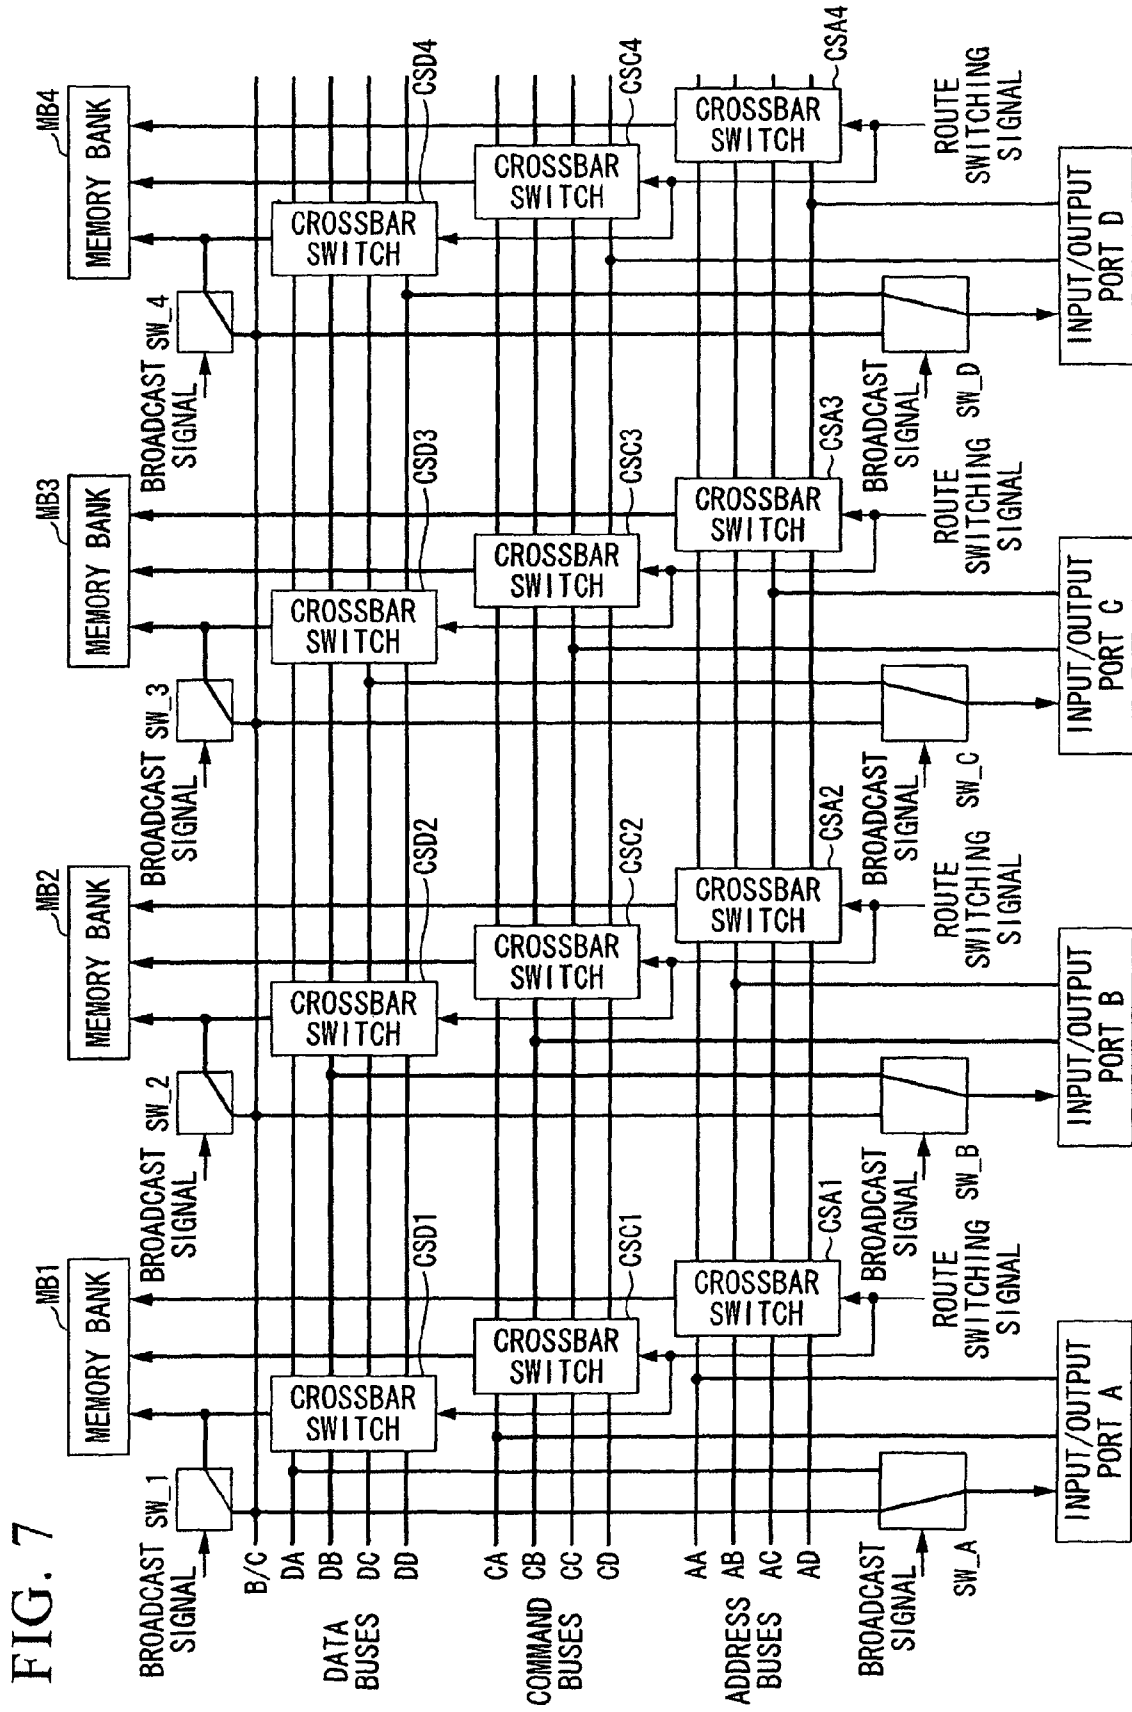 FIG. 7
MB1
MEMORY BANK
MB2
MEMORY BANK
MB3
MEMORY BANK
MB4
MEMORY BANK
BROADCAST
SIGNAL
SW_1
BROADCAST
SIGNAL
SW_2
BROADCAST
SIGNAL
SW_3
BROADCAST
SIGNAL
SW_4
DATA
BUSES
B/C
DA
DB
DC
DD
CROSSBAR
SWITCH
CSD1
CROSSBAR
SWITCH
CSD2
CROSSBAR
SWITCH
CSD3
CROSSBAR
SWITCH
CSD4
COMMAND
BUSES
CA
CB
CC
CD
CROSSBAR
SWITCH
CSC1
CROSSBAR
SWITCH
CSC2
CROSSBAR
SWITCH
CSC3
CROSSBAR
SWITCH
CSC4
ADDRESS
BUSES
AA
AB
AC
AD
CROSSBAR
SWITCH
CSA1
CROSSBAR
SWITCH
CSA2
CROSSBAR
SWITCH
CSA3
CROSSBAR
SWITCH
CSA4
BROADCAST
SIGNAL
SW_A
ROUTE
SWITCHING
SIGNAL
BROADCAST
SIGNAL
SW_B
ROUTE
SWITCHING
SIGNAL
BROADCAST
SIGNAL
SW_C
ROUTE
SWITCHING
SIGNAL
BROADCAST
SIGNAL
SW_D
ROUTE
SWITCHING
SIGNAL
INPUT/OUTPUT
PORT A
INPUT/OUTPUT
PORT B
INPUT/OUTPUT
PORT C
INPUT/OUTPUT
PORT D